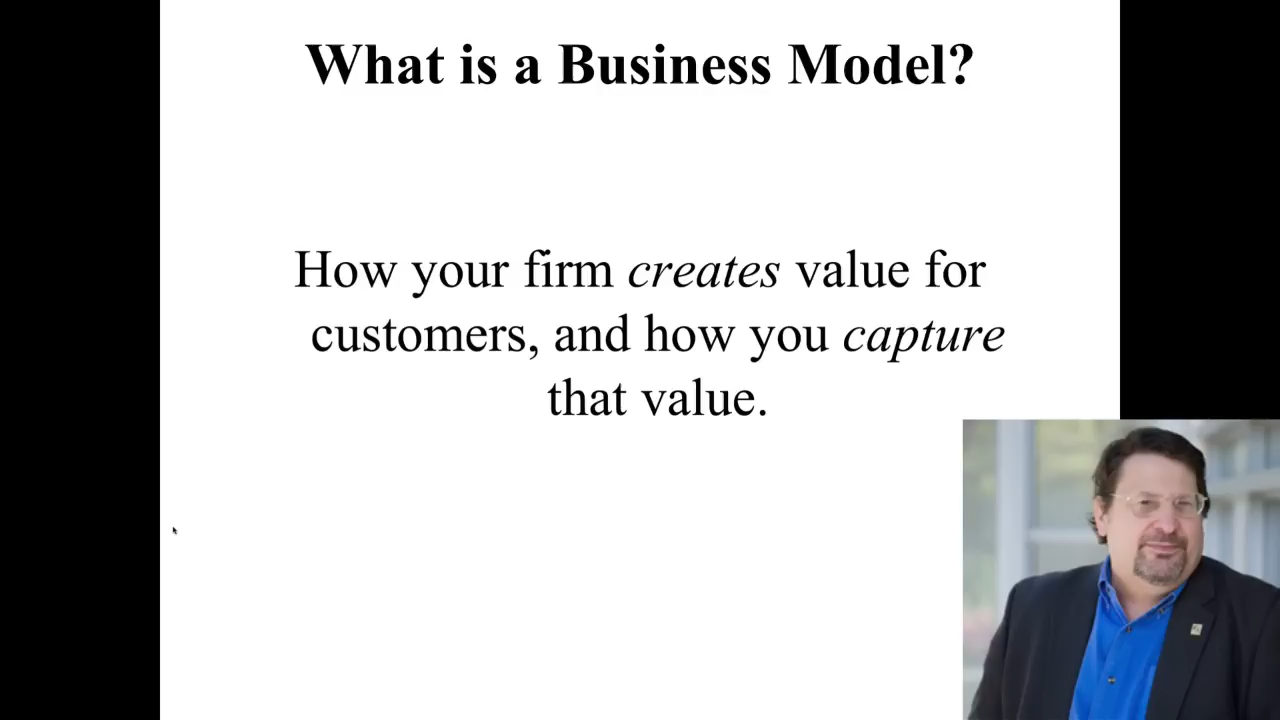 What is a Business Model?
How your firm creates value for
customers, and how you capture
that value.